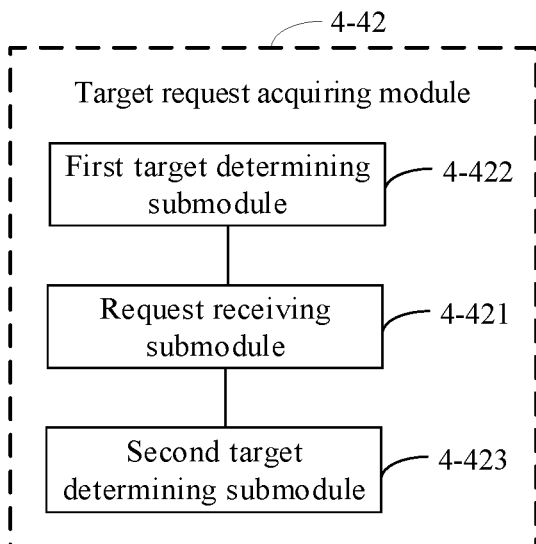 4-42
Target request acquiring module
First target determining
submodule
4-422
Request receiving
submodule
4-421
Second target
determining submodule
4-423